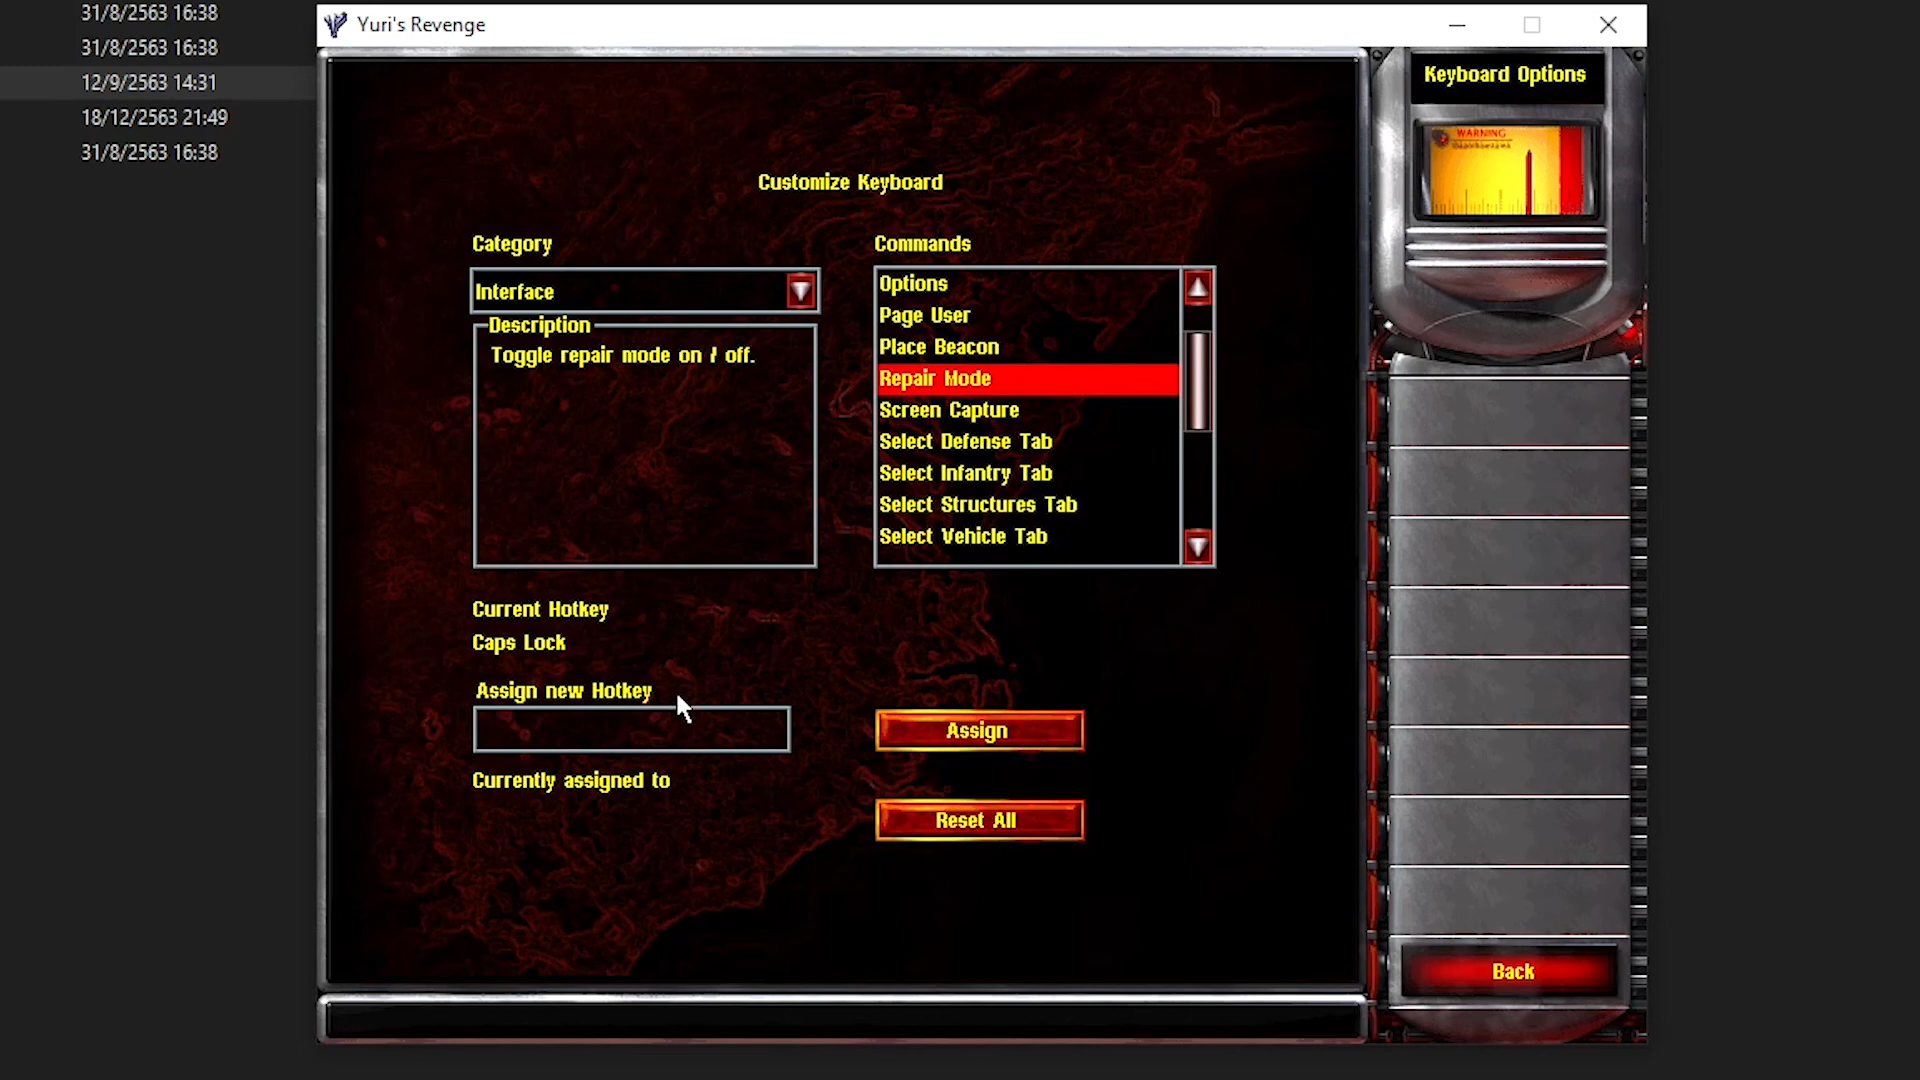 31/8/2563 16:38
31/8/2563 16:38
12/9/2563 14:31
18/12/2563 21:49
31/8/2563 16:38
Yuri's Revenge
Keyboard Options
WARNING
Customize Keyboard
Category
Interface
Description
Toggle repair mode on / off.
Commands
Options
Page User
Place Beacon
Repair Mode
Screen Capture
Select Defense Tab
Select Infantry Tab
Select Structures Tab
Select Vehicle Tab
Current Hotkey
Caps Lock
Assign new Hotkey
Assign
Currently assigned to
Reset All
Back